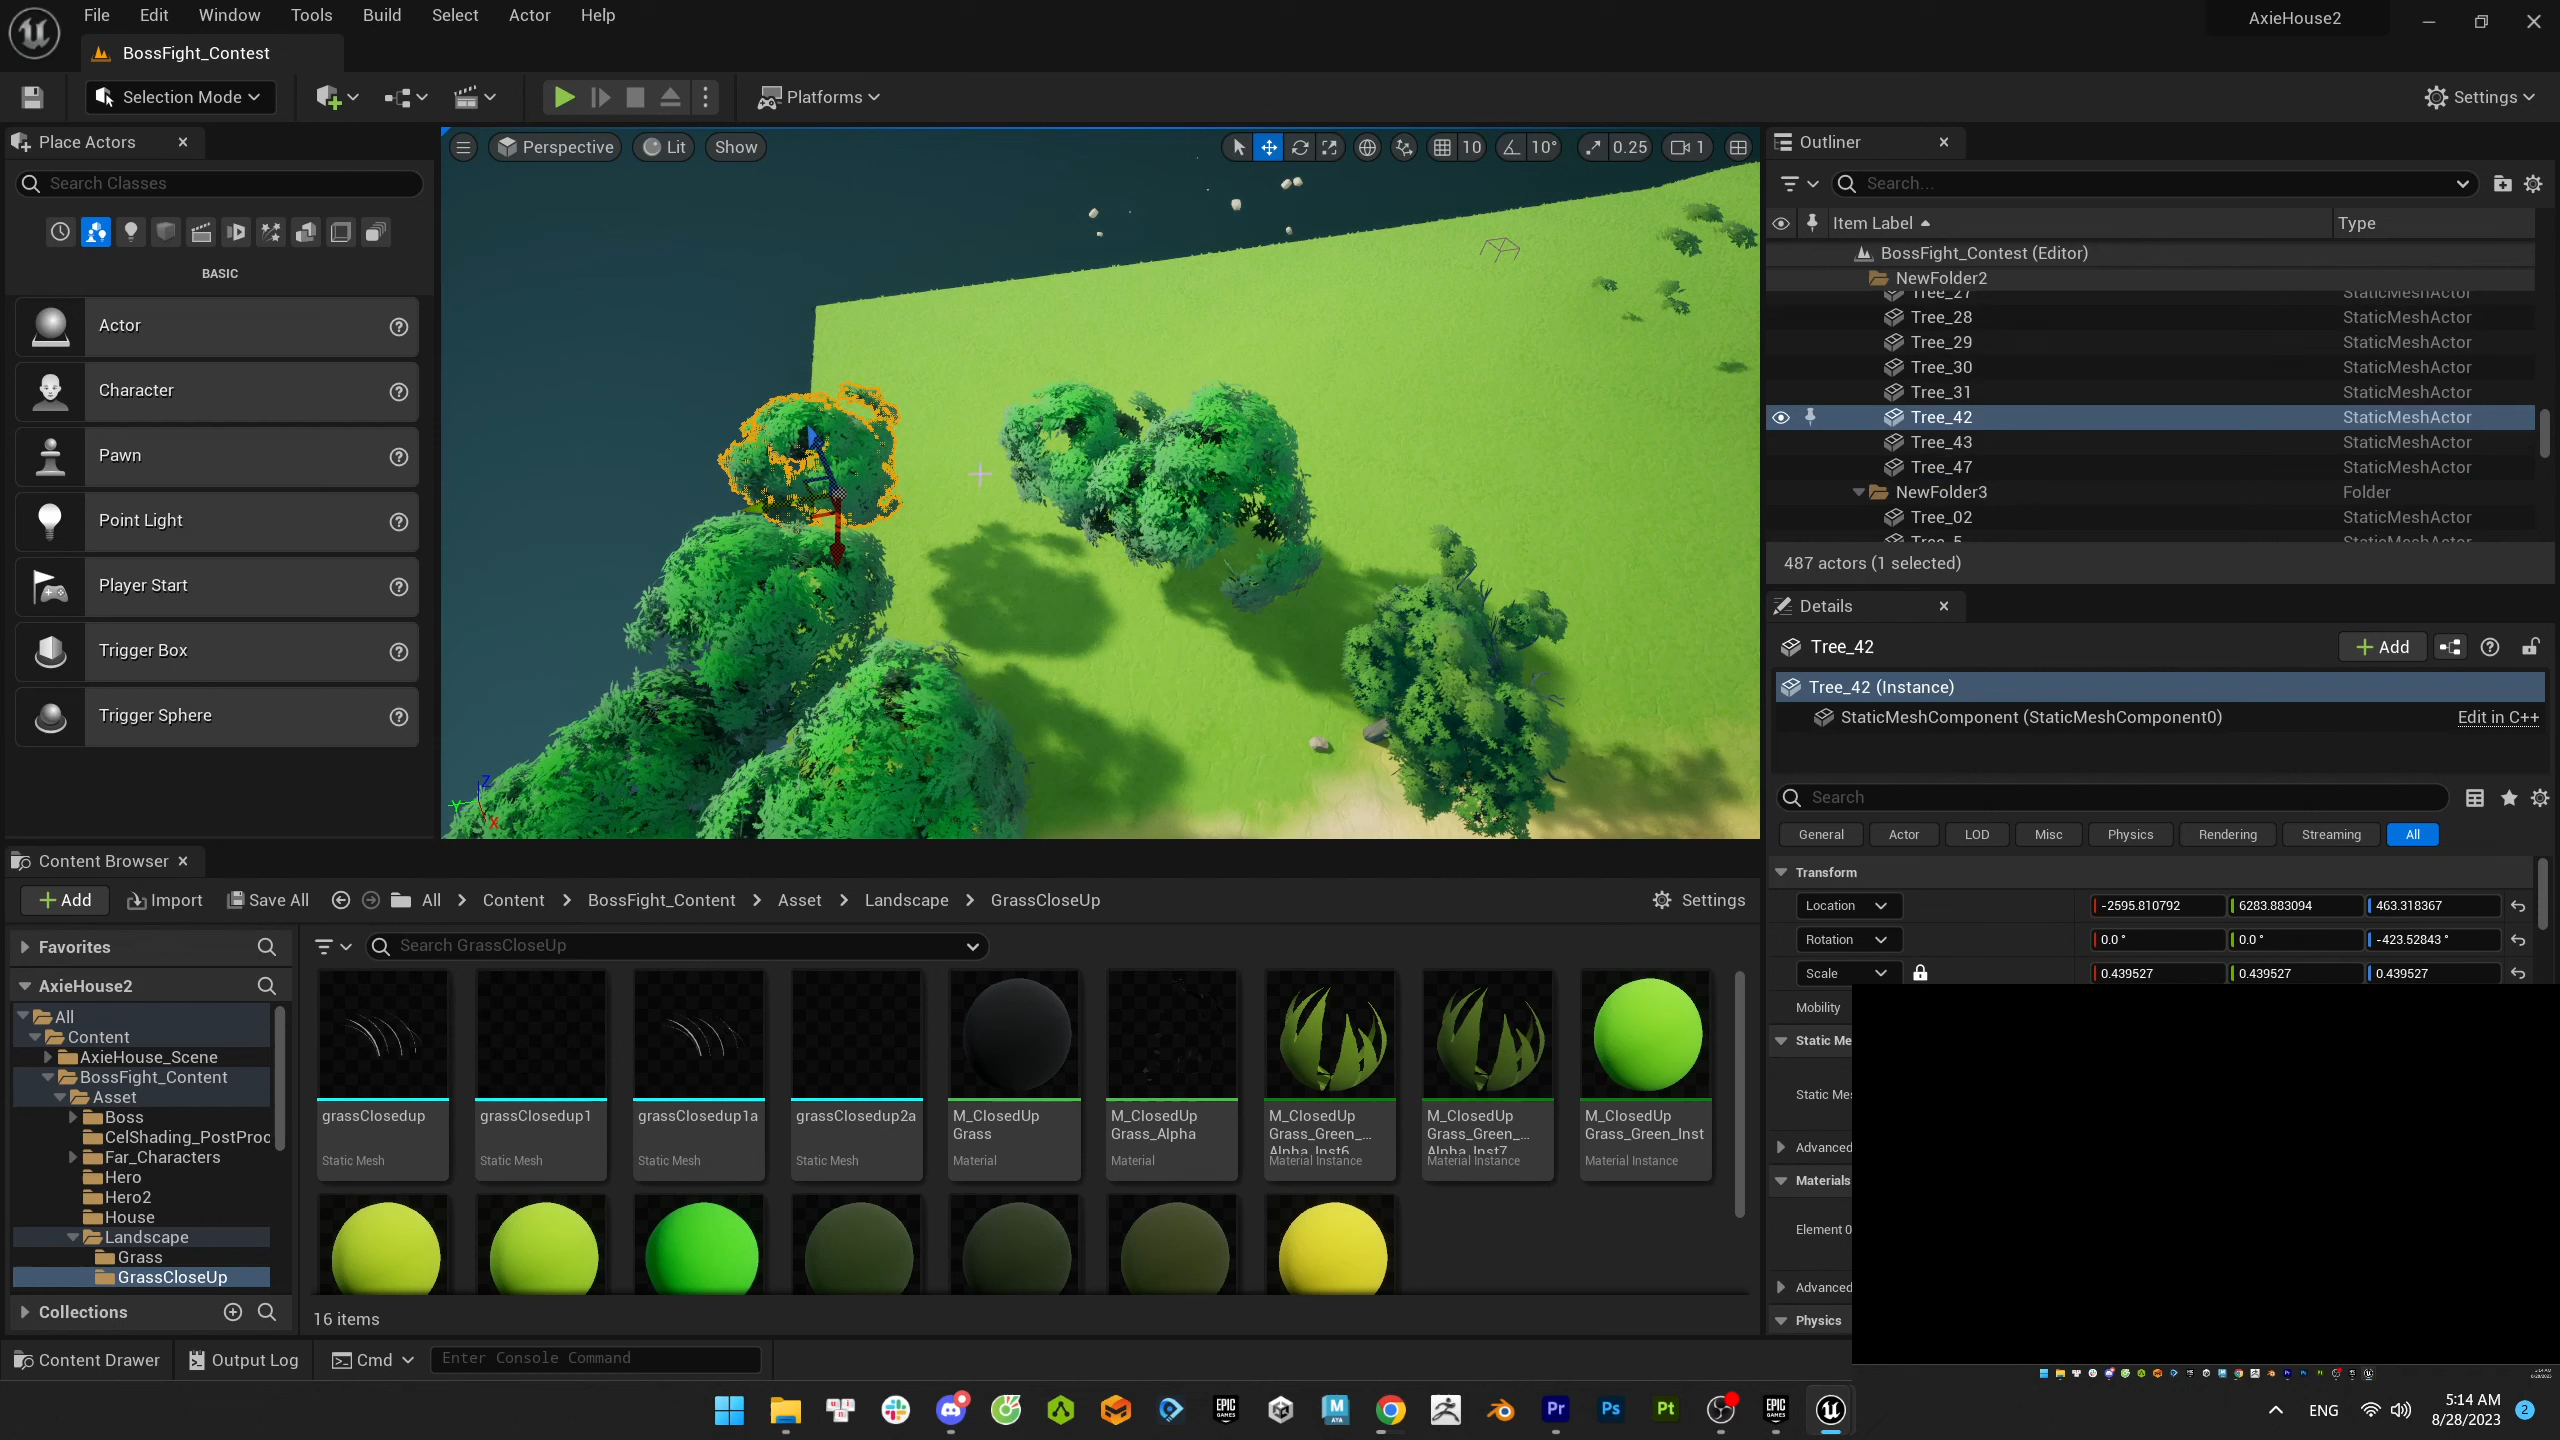 File Edit Window Tools Build Select Actor Help
AxieHouse2
BossFight_Contest
Selection Mode
Platforms
Settings
Place Actors
Search Classes
BASIC
Actor
Character
Pawn
Point Light
Player Start
Trigger Box
Trigger Sphere
Perspective
Lit
Show
10
10°
0.25
1
Z
Y
X
Outliner
Search...
Item Label
Type
BossFight_Contest (Editor)
NewFolder2
Tree_27 StaticMeshActor
Tree_28 StaticMeshActor
Tree_29 StaticMeshActor
Tree_30 StaticMeshActor
Tree_31 StaticMeshActor
Tree_42 StaticMeshActor
Tree_43 StaticMeshActor
Tree_47 StaticMeshActor
NewFolder3 Folder
Tree_02 StaticMeshActor
Tree_5 StaticMeshActor
487 actors (1 selected)
Details
Tree_42
Add
Tree_42 (Instance)
StaticMeshComponent (StaticMeshComponent0)
Edit in C++
Search
General Actor LOD Misc Physics Rendering Streaming All
Transform
Location -2595.810792 6283.883094 463.318367
Rotation 0.0 ° 0.0 ° -423.52843 °
Scale 0.439527 0.439527 0.439527
Mobility
Static Me
Static Me
Advanced
Materials
Element 0
Advanced
Physics
Content Browser
Add Import Save All All Content BossFight_Content Asset Landscape GrassCloseUp Settings
Favorites
AxieHouse2
All
Content
AxieHouse_Scene
BossFight_Content
Asset
Boss
CelShading_PostProc
Far_Characters
Hero
Hero2
House
Landscape
Grass
GrassCloseUp
Collections
Search GrassCloseUp
grassClosedup
Static Mesh
grassClosedup1
Static Mesh
grassClosedup1a
Static Mesh
grassClosedup2a
Static Mesh
M_ClosedUp
Grass
Material
M_ClosedUp
Grass_Alpha
Material
M_ClosedUp
Grass_Green_...
Alpha_Inst6
Material Instance
M_ClosedUp
Grass_Green_...
Alpha_Inst7
Material Instance
M_ClosedUp
Grass_Green_Inst
Material Instance
16 items
Content Drawer
Output Log
Cmd
Enter Console Command
EPIC
GAMES
M
AYA
Pr
Ps
Pt
EPIC
GAMES
ENG
5:14 AM
8/28/2023
2